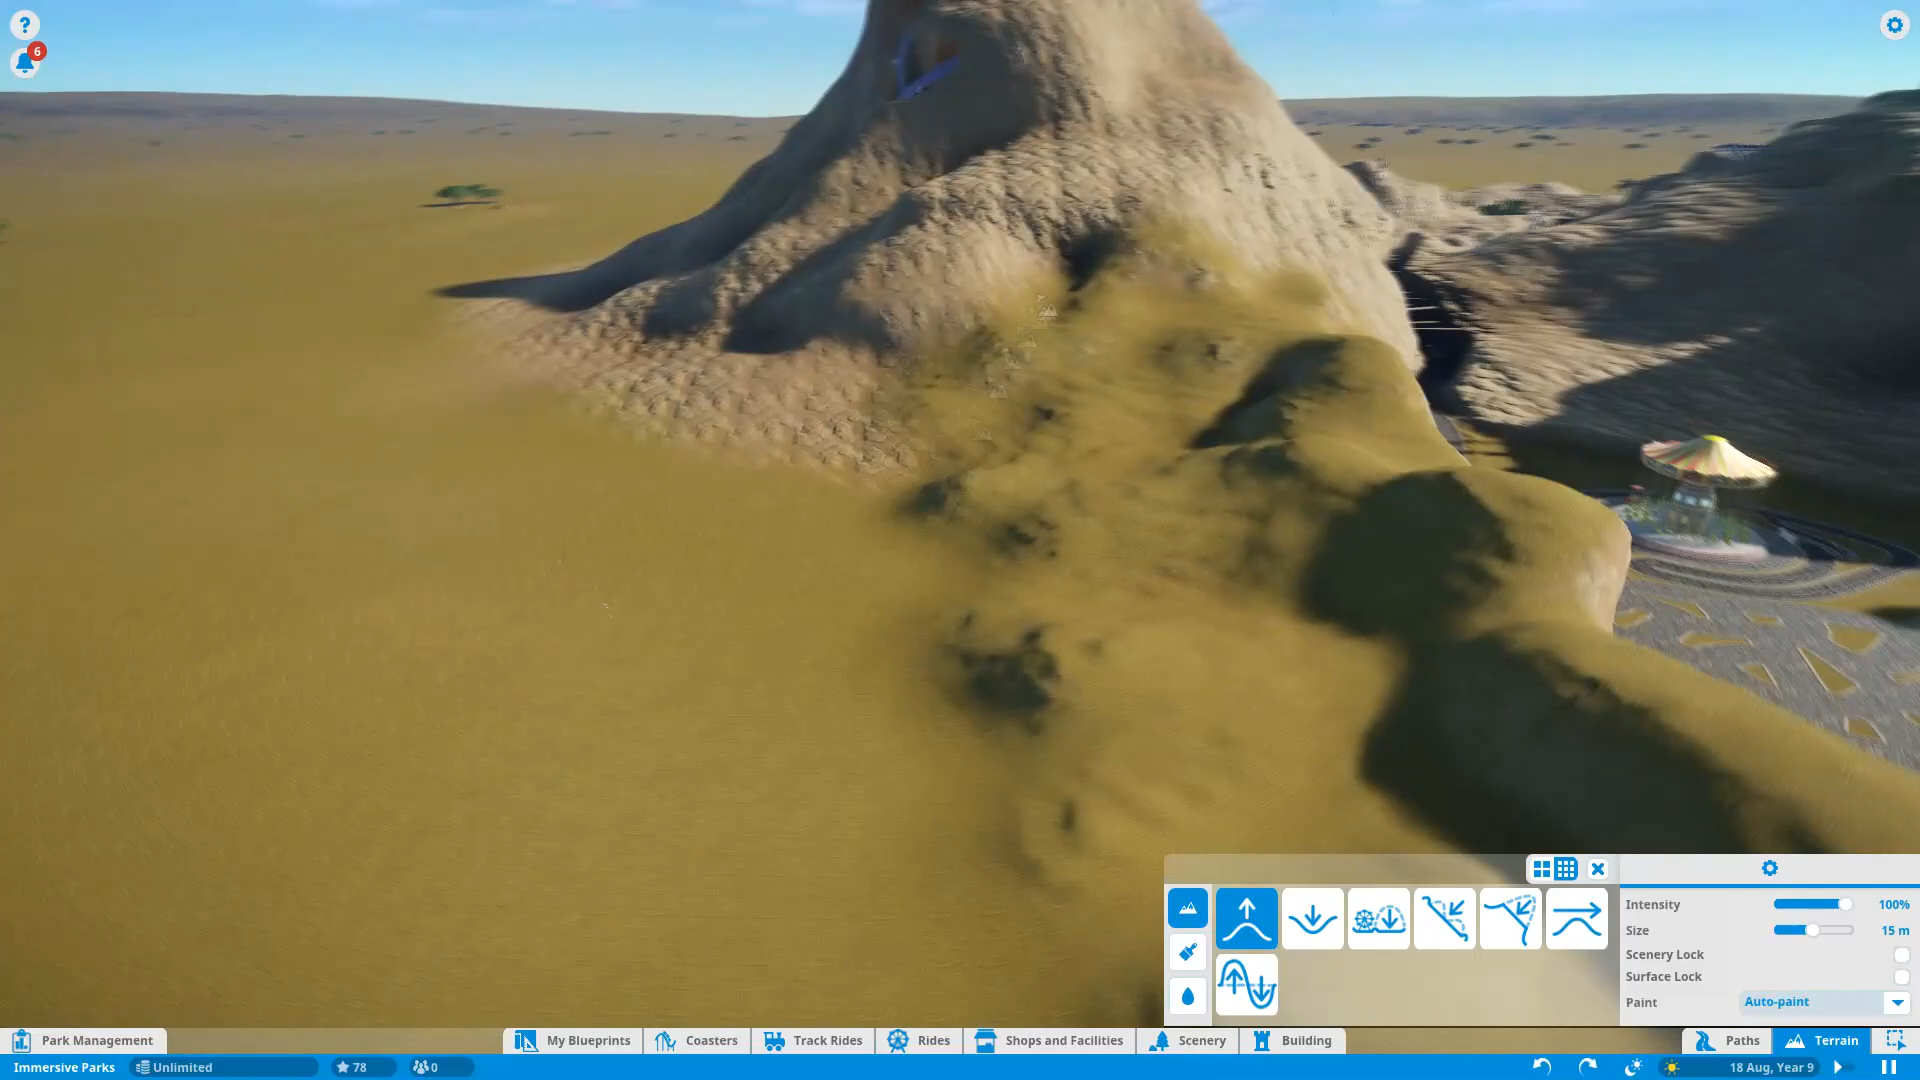 ?
6
Intensity 100%
Size 15 m
Scenery Lock
Surface Lock
Paint Auto-paint
Park Management
My Blueprints
Coasters
Track Rides
Rides
Shops and Facilities
Scenery
Building
Paths
Terrain
Immersive Parks
Unlimited
78
0
18 Aug, Year 9